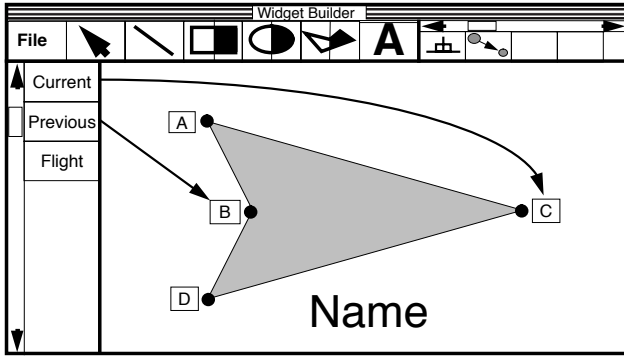 Widget Builder
File
A
Current
Previous
Flight
A
B
C
D
Name